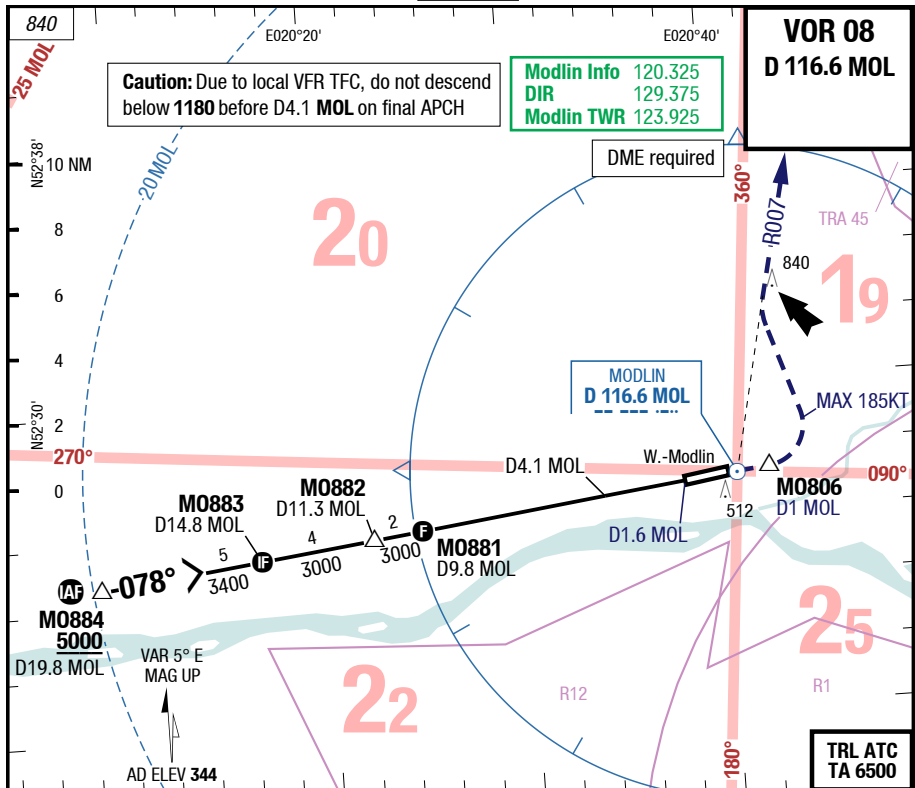 840
25 MOL
E020°20'
E020°40'
VOR 08
D 116.6 MOL
Caution: Due to local VFR TFC, do not descend
below 1180 before D4.1 MOL on final APCH
Modlin Info 120.325
DIR 129.375
Modlin TWR 123.925
DME required
N52°38'
10 NM
20 MOL
360°
R007
TRA 45
8
20
840
19
6
4
MODLIN
D 116.6 MOL
MAX 185KT
N52°30'
2
270°
D4.1 MOL
W.-Modlin
090°
0
M0883
D14.8 MOL
M0882
D11.3 MOL
M0806
D1 MOL
512
D1.6 MOL
5
3400
IF
4
3000
2
3000
F
M0881
D9.8 MOL
IAF
078°
M0884
5000
D19.8 MOL
VAR 5° E
MAG UP
22
R12
25
R1
180°
AD ELEV 344
TRL ATC
TA 6500